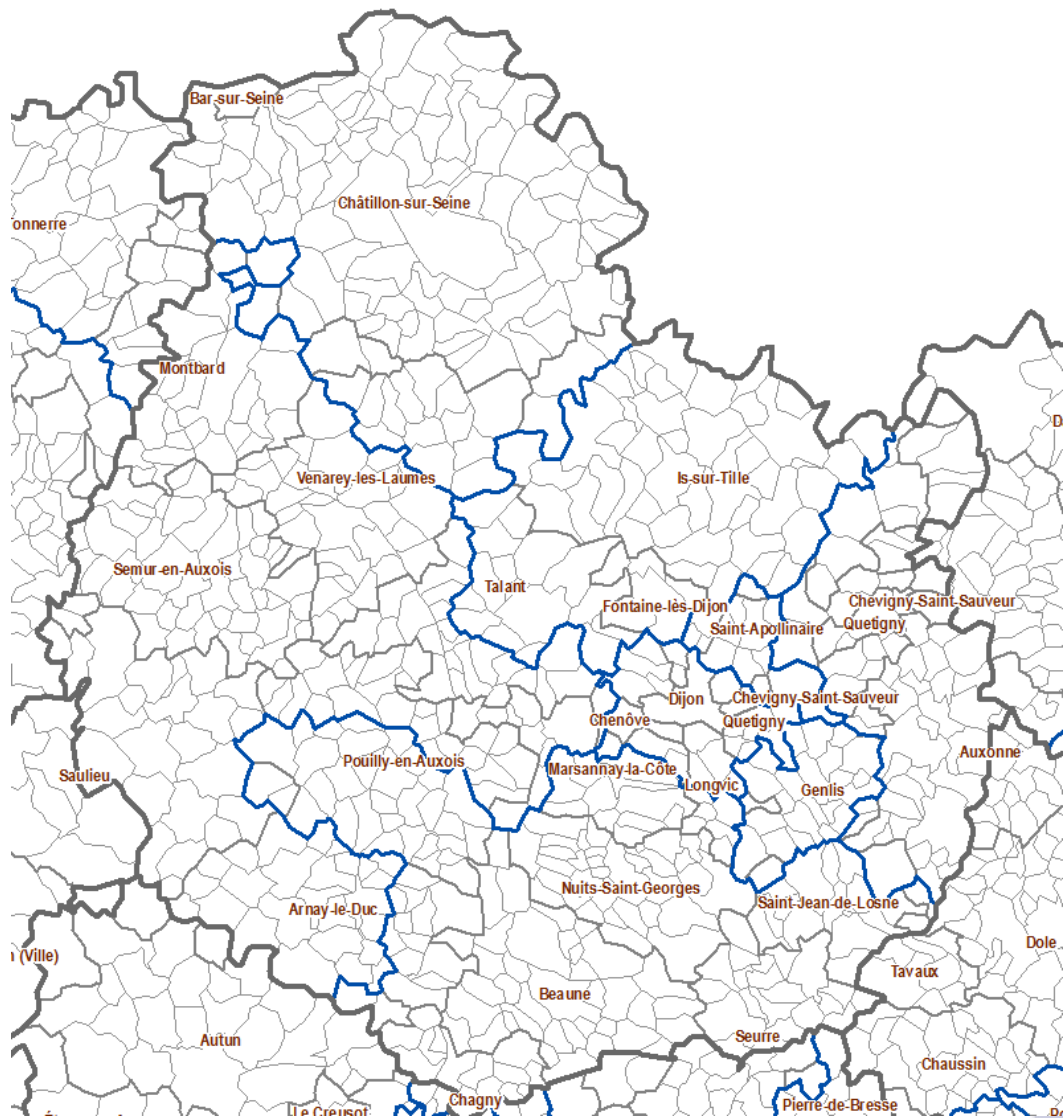 Bar-sur-Seine
Châtillon-sur-Seine
onnerre
Montbard
Venarey-les-Laumes
Is-sur-Tille
Semur-en-Auxois
Talant
Fontaine-lès-Dijon
Chevigny-Saint-Sauveur
Saint-Apollinaire
Quetigny
Dijon
Chevigny-Saint-Sauveur
Chenôve
Quetigny
Pouilly-en-Auxois
Auxonne
Saulieu
Marsannay-la-Côte
Longvic
Genlis
Nuits-Saint-Georges
Arnay-le-Duc
Saint-Jean-de-Losne
n (Ville)
Dole
Tavaux
Beaune
Autun
Seurre
Chaussin
Chagny
Le Creusot
Pierre-de-Bresse